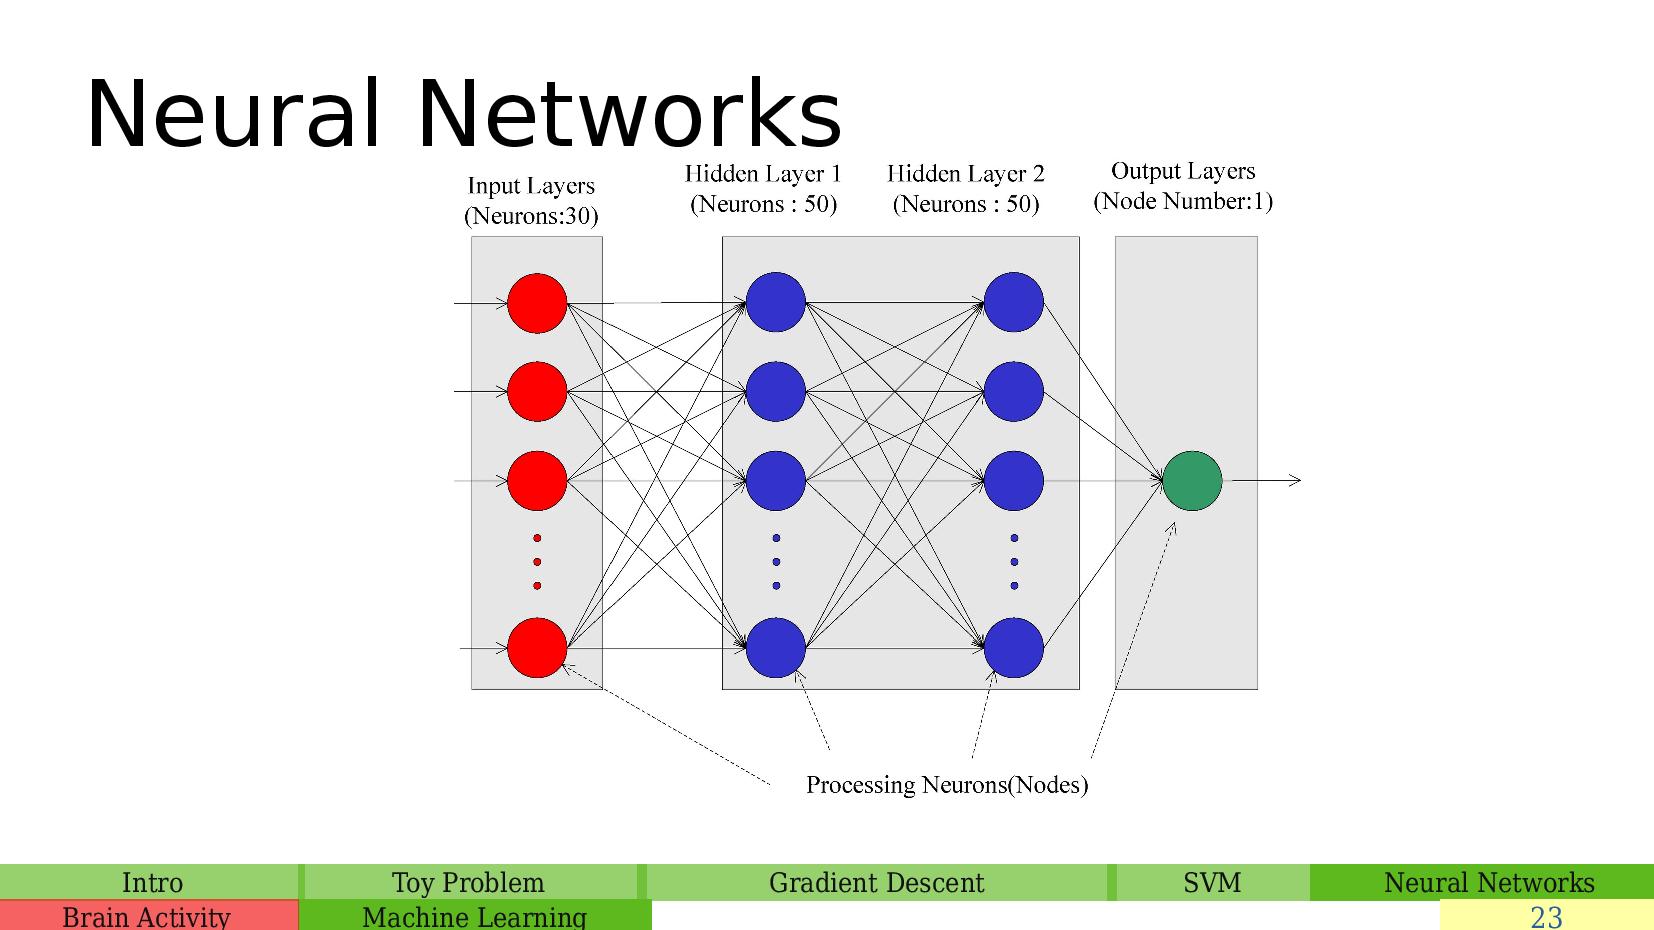 Neural Networks
Input Layers
(Neurons:30)
Hidden Layer 1
(Neurons : 50)
Hidden Layer 2
(Neurons : 50)
Output Layers
(Node Number:1)
Processing Neurons(Nodes)
Intro
Toy Problem
Gradient Descent
SVM
Neural Networks
Brain Activity
Machine Learning
23